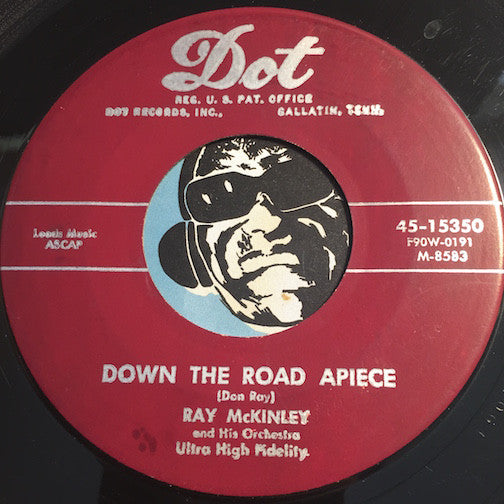 Dot
REG. U. S. PAT. OFFICE
DOT RECORDS, INC., GALLATIN, TENN.
Leeds Music
ASCAP
45-15350
F90W-0191
M-8583
DOWN THE ROAD APIECE
(Don Ray)
RAY McKINLEY
and His Orchestra
Ultra High Fidelity